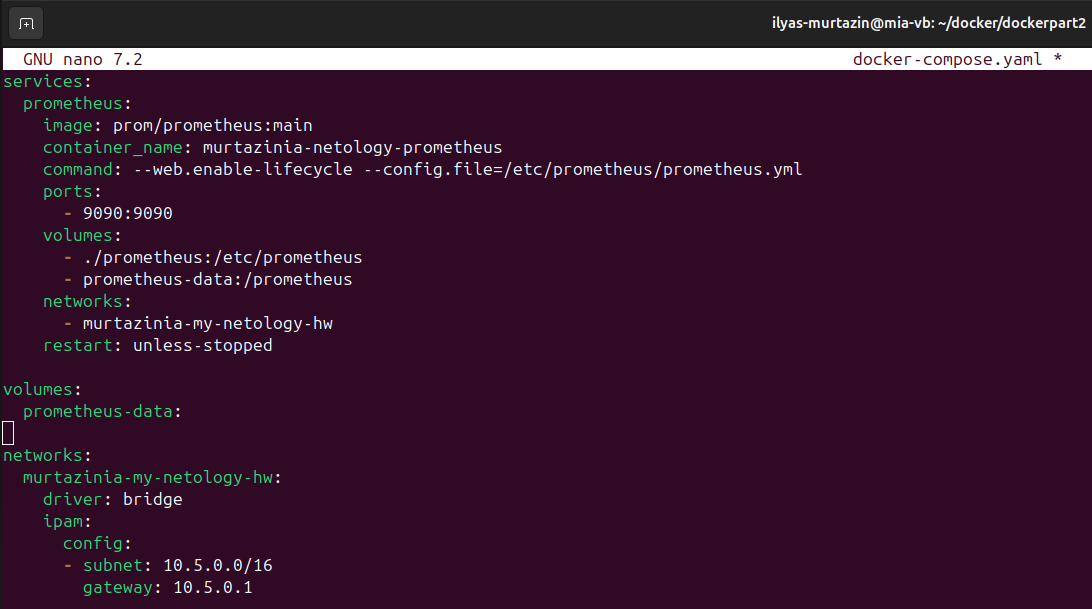 ilyas-murtazin@mia-vb: ~/docker/dockerpart2
GNU nano 7.2 docker-compose.yaml *
services:
  prometheus:
    image: prom/prometheus:main
    container_name: murtazinia-netology-prometheus
    command: --web.enable-lifecycle --config.file=/etc/prometheus/prometheus.yml
    ports:
      - 9090:9090
    volumes:
      - ./prometheus:/etc/prometheus
      - prometheus-data:/prometheus
    networks:
      - murtazinia-my-netology-hw
    restart: unless-stopped

volumes:
  prometheus-data:

networks:
  murtazinia-my-netology-hw:
    driver: bridge
    ipam:
      config:
      - subnet: 10.5.0.0/16
        gateway: 10.5.0.1